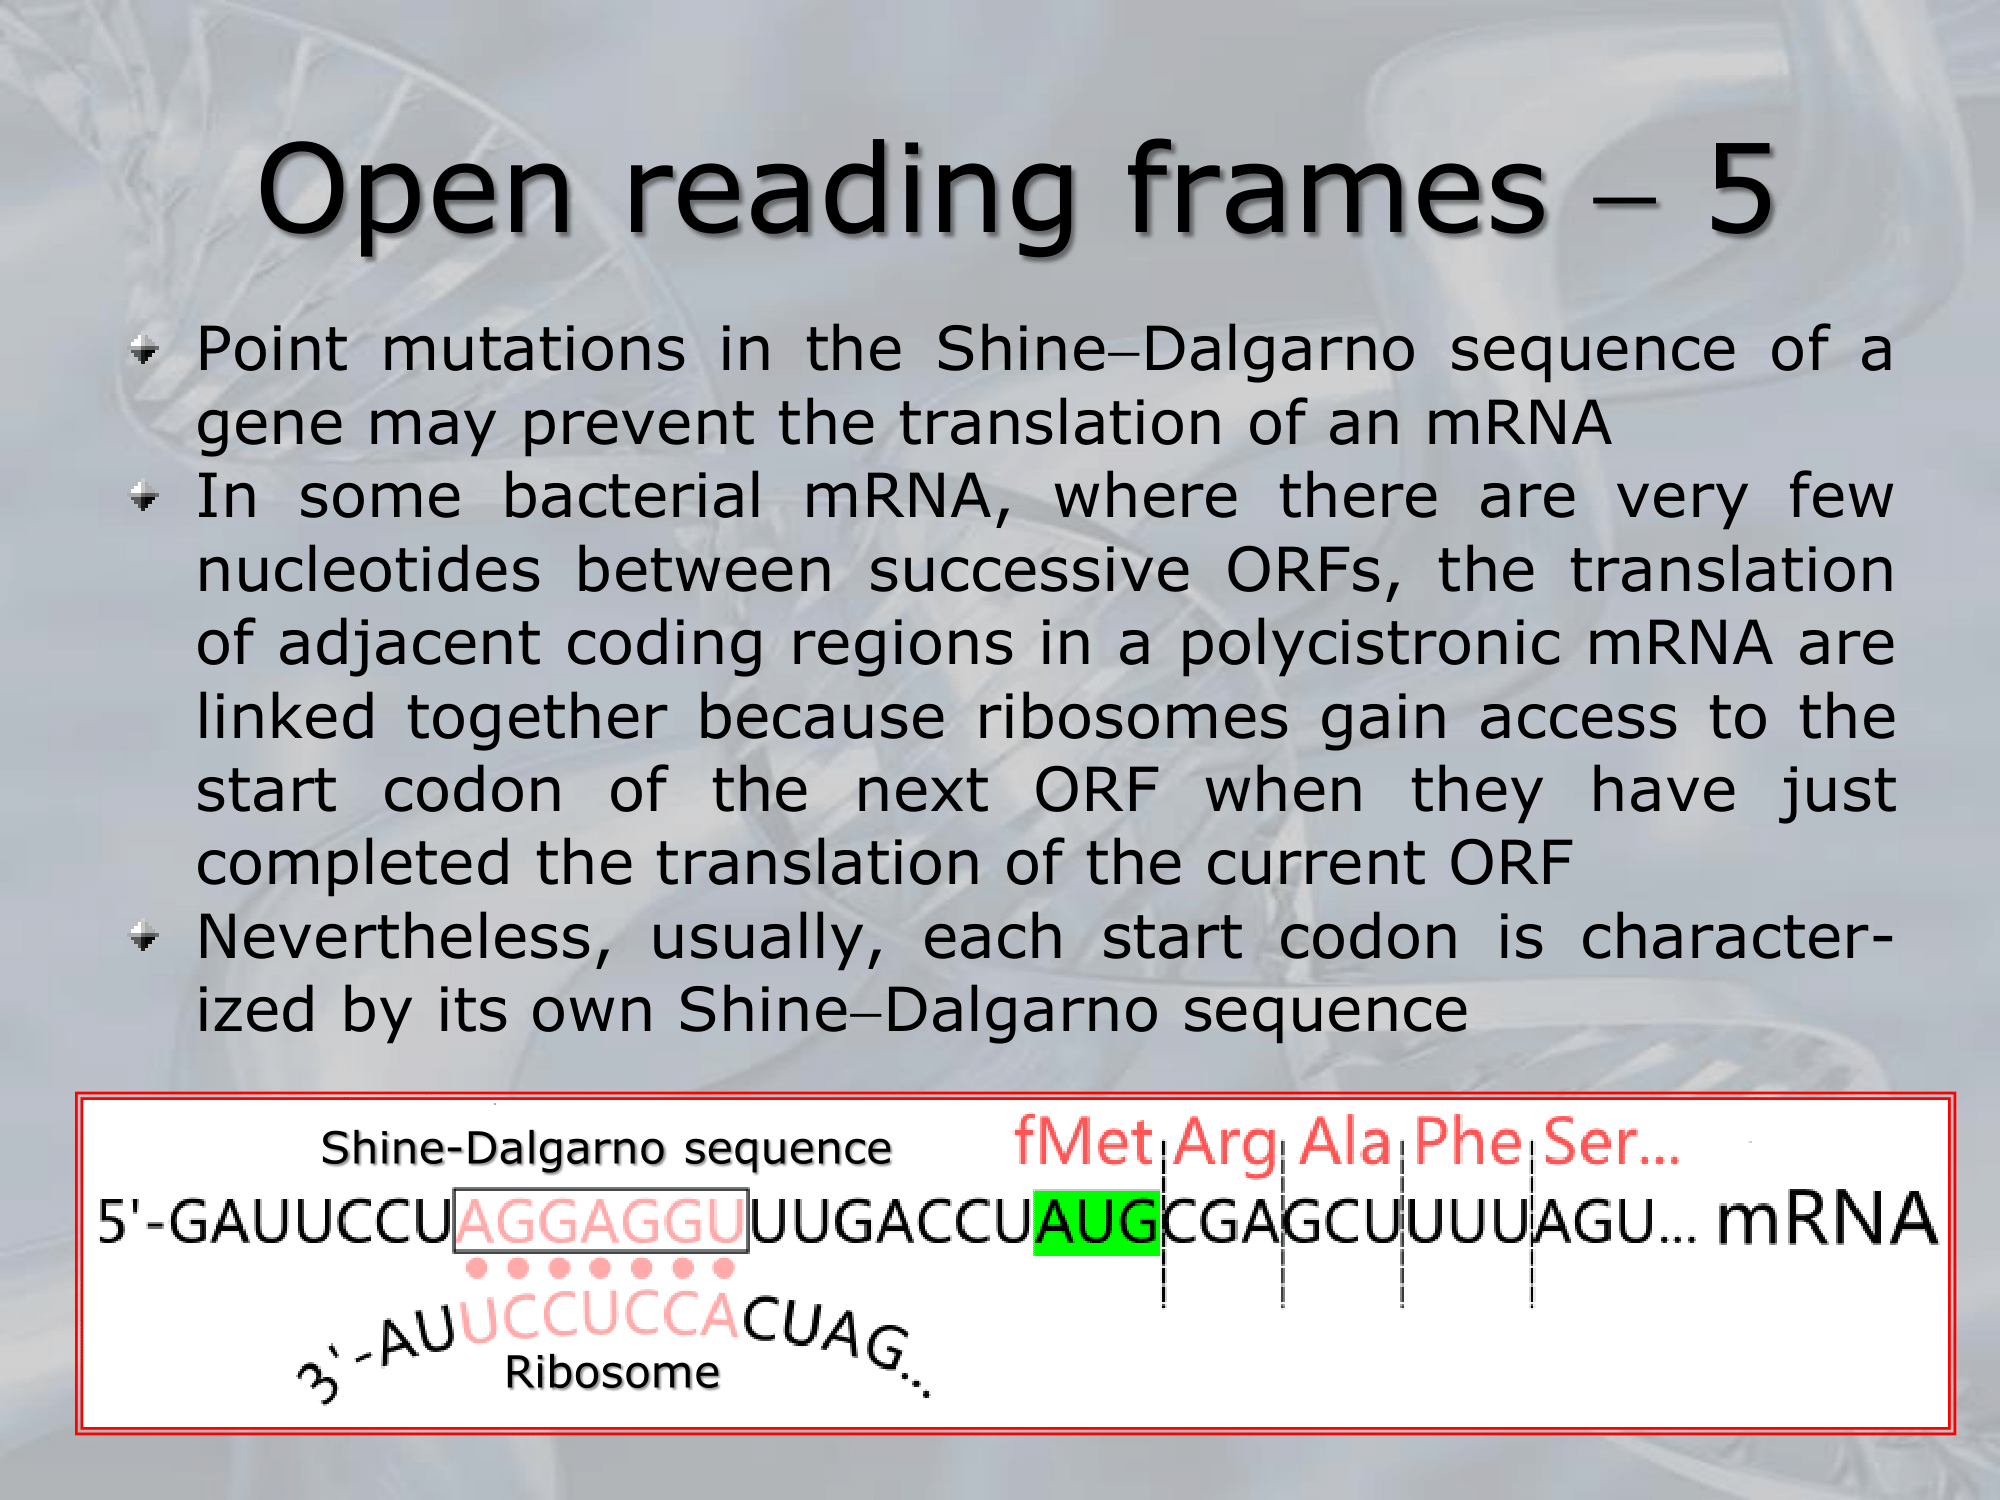 Open reading frames – 5
Point mutations in the Shine–Dalgarno sequence of a
gene may prevent the translation of an mRNA
In some bacterial mRNA, where there are very few
nucleotides between successive ORFs, the translation
of adjacent coding regions in a polycistronic mRNA are
linked together because ribosomes gain access to the
start codon of the next ORF when they have just
completed the translation of the current ORF
Nevertheless, usually, each start codon is character-
ized by its own Shine–Dalgarno sequence
Shine-Dalgarno sequence
fMet Arg Ala Phe Ser...
5'-GAUUCCUAGGAGGUUUGACCUAUGCGAGCUUUUAGU... mRNA
3'-AUUCCUCCACUAG...
Ribosome